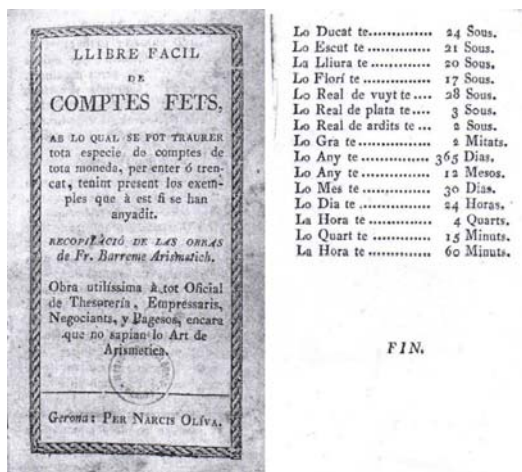 LLIBRE FACIL
DE
COMPTES FETS,
AB LO QUAL SE POT TRAURER
tota especie de comptes de
tota moneda, per enter ó tren-
cat, tenint present los exem-
ples que à est fi se han
anyadit.
RECOPILACIÓ DE LAS OBRAS
de Fr. Barreme Arismatich.
Obra utilíssima à tot Oficial
de Thesorería, Empressaris,
Negociants, y Pagesos, encara
que no sapian lo Art de
Arismetica.
Gerona: PER NARCÍS OLÍVA.
Lo Ducat te.............. 24 Sous.
Lo Escut te .............. 21 Sous.
La Lliura te .............. 20 Sous.
Lo Florí te .............. 17 Sous.
Lo Real de vuyt te .... 28 Sous.
Lo Real de plata te .... 3 Sous.
Lo Real de ardits te ... 2 Sous.
Lo Gra te .............. 2 Mitats.
Lo Any te .............. 365 Dias.
Lo Any te .............. 12 Mesos.
Lo Mes te .............. 30 Dias.
Lo Dia te .............. 24 Horas.
La Hora te .............. 4 Quarts.
Lo Quart te .............. 15 Minuts.
La Hora te .............. 60 Minuts.
FIN.